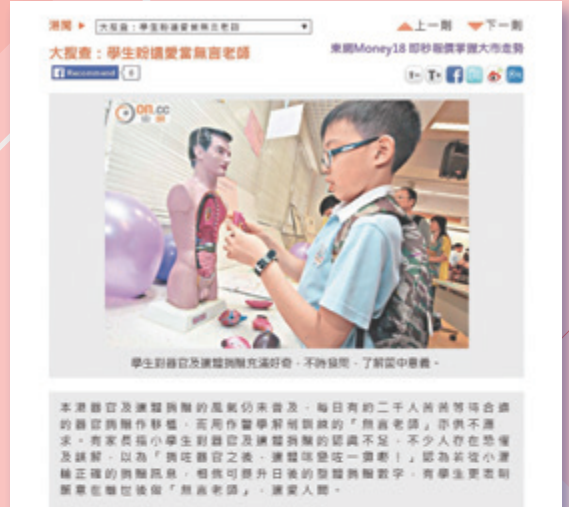 港聞 ▶ 大搜查：學生盼遺愛當無言老師
▲上一則 ▼下一則
大搜查：學生盼遺愛當無言老師
東網Money18 即秒報價掌握大市走勢
Recommend
T- T+
on.cc
東網
學生對器官及遺體捐贈充滿好奇，不時發問，了解箇中意義。
本港器官及遺體捐贈的風氣仍未普及，每日有約二千人苦苦等待合適
的器官捐贈作移植，而用作醫學解剖訓練的「無言老師」亦供不應
求。有家長指小學生對器官及遺體捐贈的認識不足，不少人存在恐懼
及誤解，以為「捐咗器官之後，遺體咪變咗一攤嘢！」認為若從小灌
輸正確的捐贈訊息，相信可提升日後的整體捐贈數字，有學生更表明
願意在離世後做「無言老師」，遺愛人間。